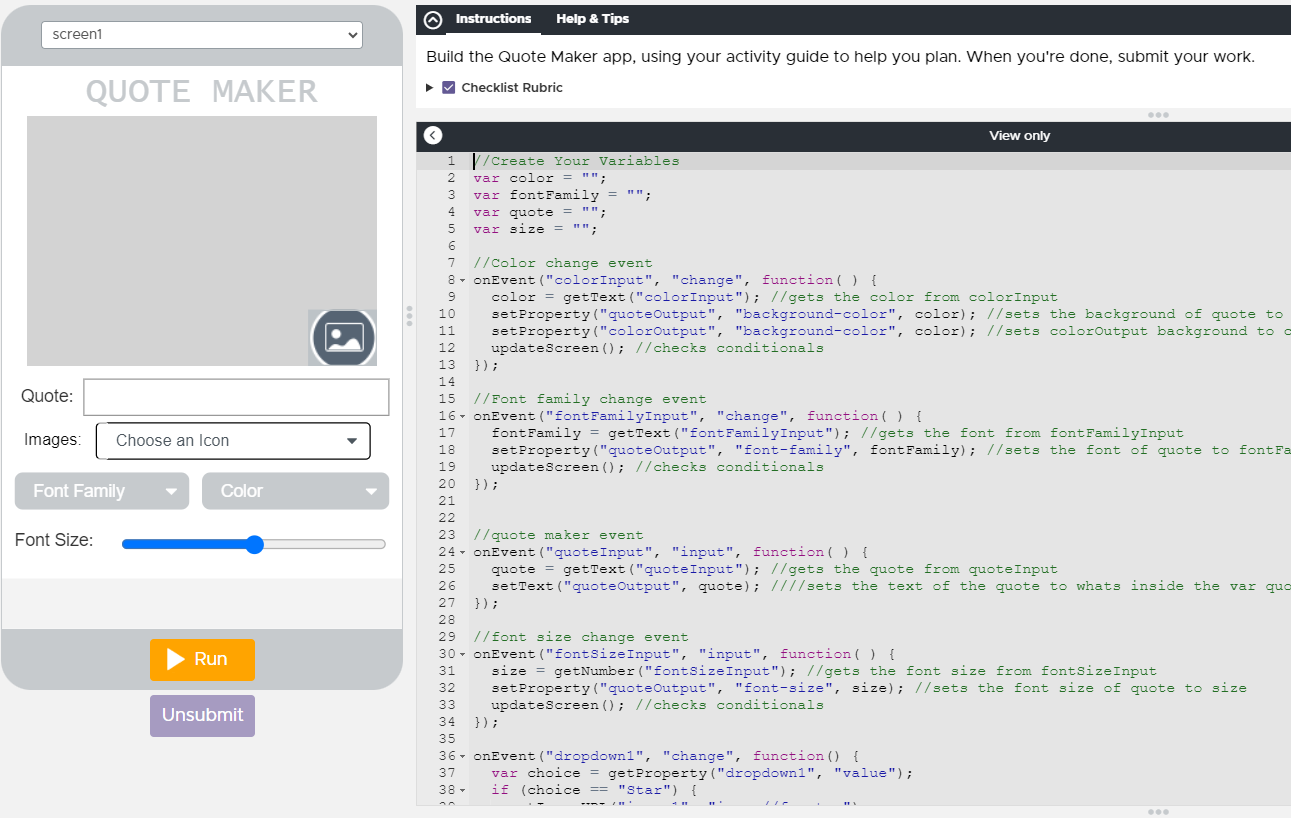 screen1
QUOTE MAKER
Quote:
Images: Choose an Icon
Font Family Color
Font Size:
Run
Unsubmit
Instructions Help & Tips
Build the Quote Maker app, using your activity guide to help you plan. When you're done, submit your work.
Checklist Rubric
View only
1 //Create Your Variables
2 var color = "";
3 var fontFamily = "";
4 var quote = "";
5 var size = "";
6
7 //Color change event
8 onEvent("colorInput", "change", function( ) {
9 color = getText("colorInput"); //gets the color from colorInput
10 setProperty("quoteOutput", "background-color", color); //sets the background of quote to
11 setProperty("colorOutput", "background-color", color); //sets colorOutput background to c
12 updateScreen(); //checks conditionals
13 });
14
15 //Font family change event
16 onEvent("fontFamilyInput", "change", function( ) {
17 fontFamily = getText("fontFamilyInput"); //gets the font from fontFamilyInput
18 setProperty("quoteOutput", "font-family", fontFamily); //sets the font of quote to fontFa
19 updateScreen(); //checks conditionals
20 });
21
22
23 //quote maker event
24 onEvent("quoteInput", "input", function( ) {
25 quote = getText("quoteInput"); //gets the quote from quoteInput
26 setText("quoteOutput", quote); ////sets the text of the quote to whats inside the var quo
27 });
28
29 //font size change event
30 onEvent("fontSizeInput", "input", function( ) {
31 size = getNumber("fontSizeInput"); //gets the font size from fontSizeInput
32 setProperty("quoteOutput", "font-size", size); //sets the font size of quote to size
33 updateScreen(); //checks conditionals
34 });
35
36 onEvent("dropdown1", "change", function() {
37 var choice = getProperty("dropdown1", "value");
38 if (choice == "Star") {